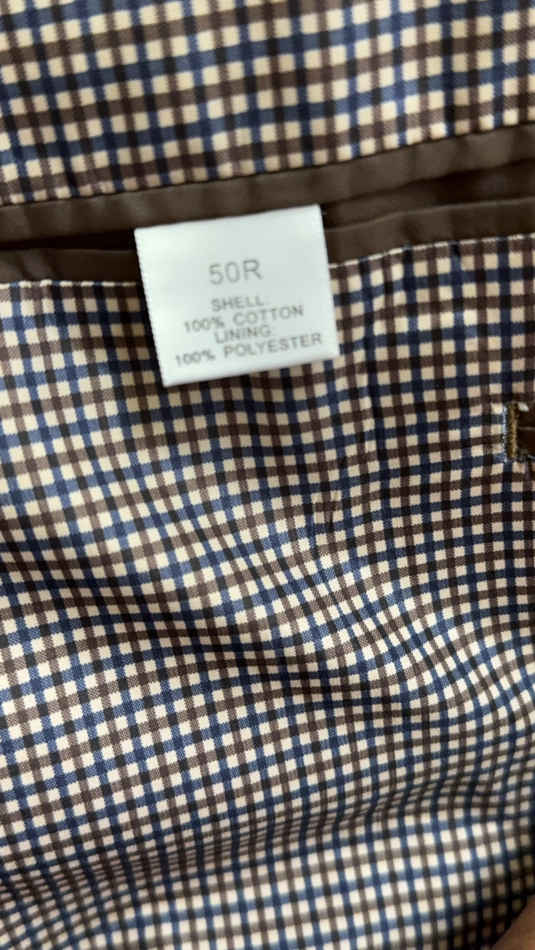 50R
SHELL:
100% COTTON
LINING:
100% POLYESTER